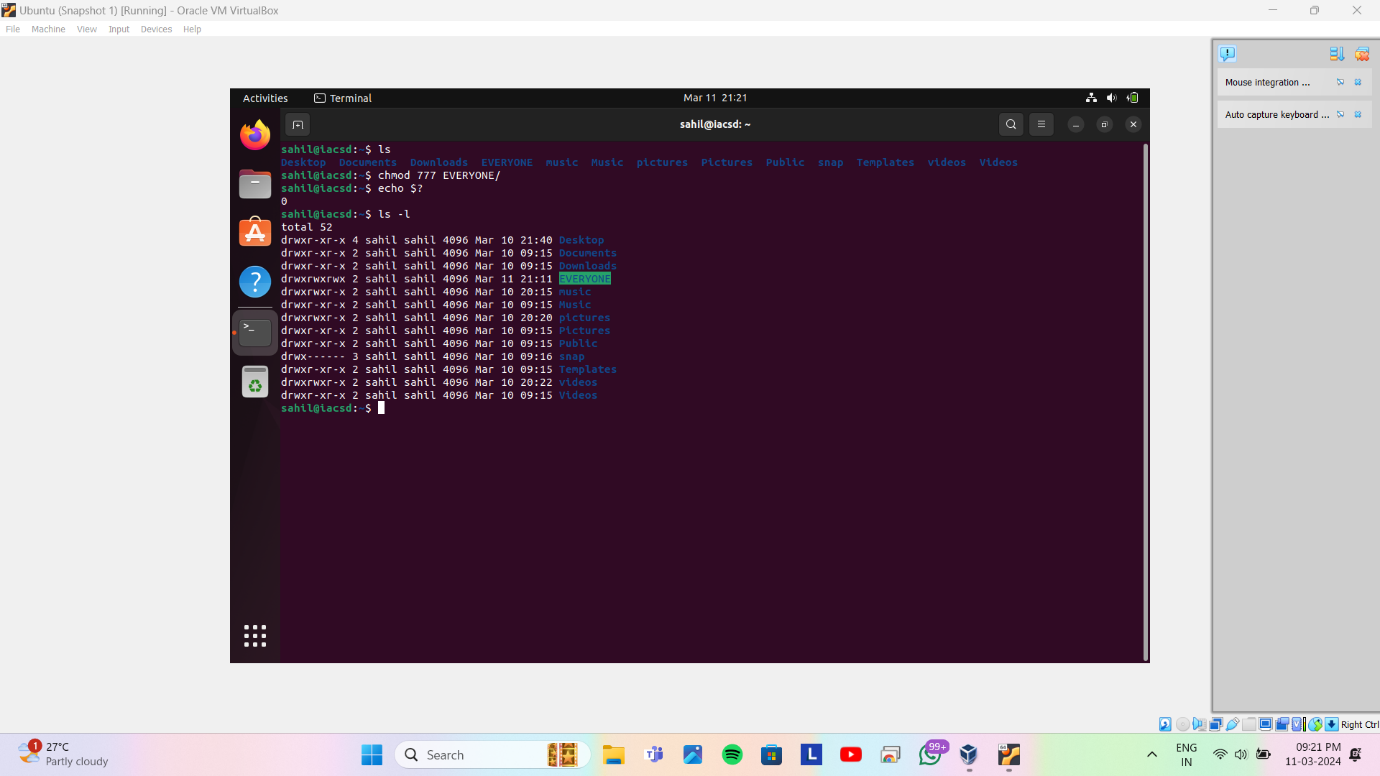 Ubuntu (Snapshot 1) [Running] - Oracle VM VirtualBox
File Machine View Input Devices Help
Mouse integration ...
Auto capture keyboard ...
Activities Terminal Mar 11 21:21
sahil@iacsd: ~
sahil@iacsd:~$ ls
Desktop Documents Downloads EVERYONE music Music pictures Pictures Public snap Templates videos Videos
sahil@iacsd:~$ chmod 777 EVERYONE/
sahil@iacsd:~$ echo $?
0
sahil@iacsd:~$ ls -l
total 52
drwxr-xr-x 4 sahil sahil 4096 Mar 10 21:40 Desktop
drwxr-xr-x 2 sahil sahil 4096 Mar 10 09:15 Documents
drwxr-xr-x 2 sahil sahil 4096 Mar 10 09:15 Downloads
drwxrwxrwx 2 sahil sahil 4096 Mar 11 21:11 EVERYONE
drwxrwxr-x 2 sahil sahil 4096 Mar 10 20:15 music
drwxr-xr-x 2 sahil sahil 4096 Mar 10 09:15 Music
drwxrwxr-x 2 sahil sahil 4096 Mar 10 20:20 pictures
drwxr-xr-x 2 sahil sahil 4096 Mar 10 09:15 Pictures
drwxr-xr-x 2 sahil sahil 4096 Mar 10 09:15 Public
drwx------ 3 sahil sahil 4096 Mar 10 09:16 snap
drwxr-xr-x 2 sahil sahil 4096 Mar 10 09:15 Templates
drwxrwxr-x 2 sahil sahil 4096 Mar 10 20:22 videos
drwxr-xr-x 2 sahil sahil 4096 Mar 10 09:15 Videos
sahil@iacsd:~$
Right Ctrl
1
27°C
Partly cloudy
Search
L
99+
ENG
IN
09:21 PM
11-03-2024